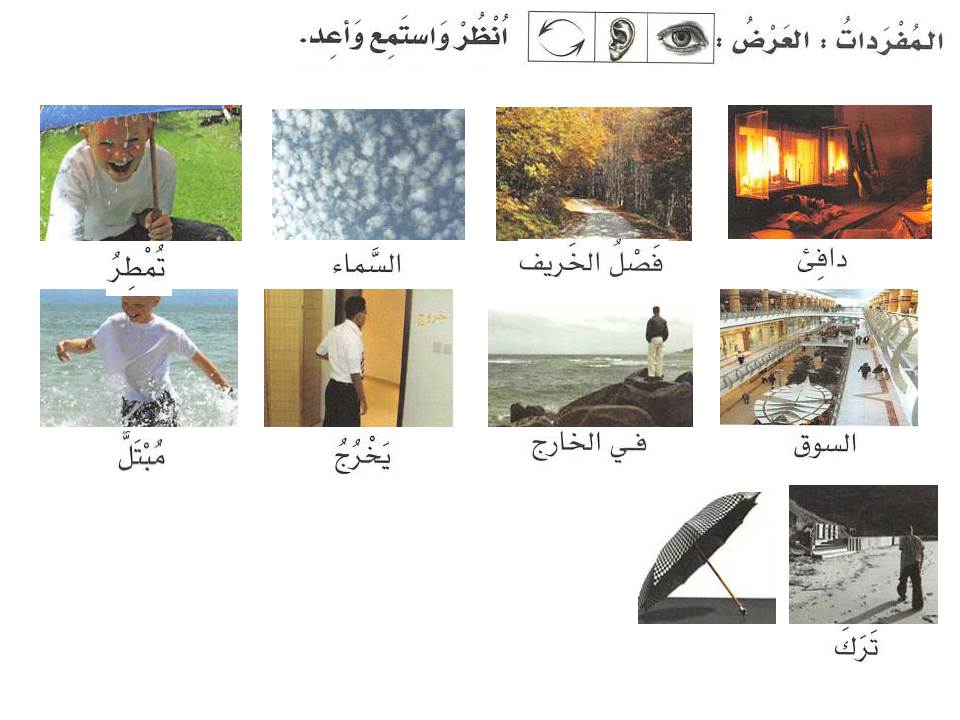 المُفْرَداتُ : العَرْضُ : اُنْظُرْ وَاستَمِع وَأعِد.
دافِئ فَصْلُ الخَريف السَّماء تُمْطِرُ
خروج
السوق في الخارج يَخْرُجُ مُبْتَلَّ
تَرَكَ